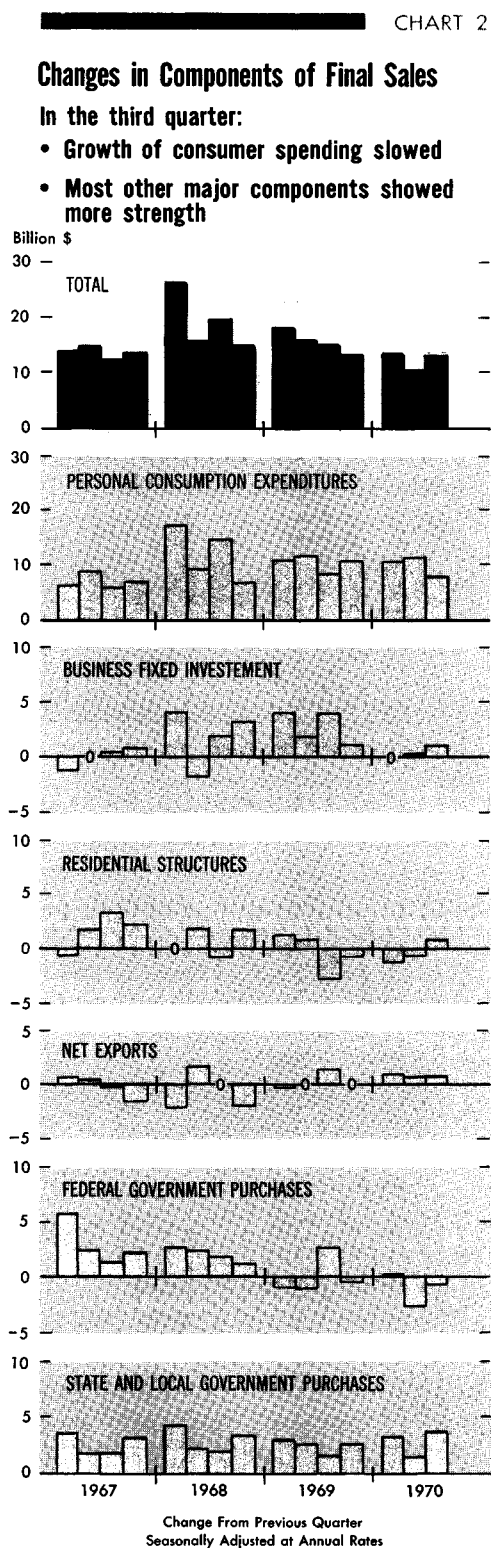 CHART 2
Changes in Components of Final Sales
In the third quarter:
• Growth of consumer spending slowed
• Most other major components showed
more strength
Billion $
30
TOTAL
20
10
0
30
PERSONAL CONSUMPTION EXPENDITURES
20
10
0
10
BUSINESS FIXED INVESTEMENT
5
0 0 0
-5
10
RESIDENTIAL STRUCTURES
5
0 0
-5
5
NET EXPORTS
0 0 0 0
-5
10
FEDERAL GOVERNMENT PURCHASES
5
0
-5
10
STATE AND LOCAL GOVERNMENT PURCHASES
5
0
1967 1968 1969 1970
Change From Previous Quarter
Seasonally Adjusted at Annual Rates